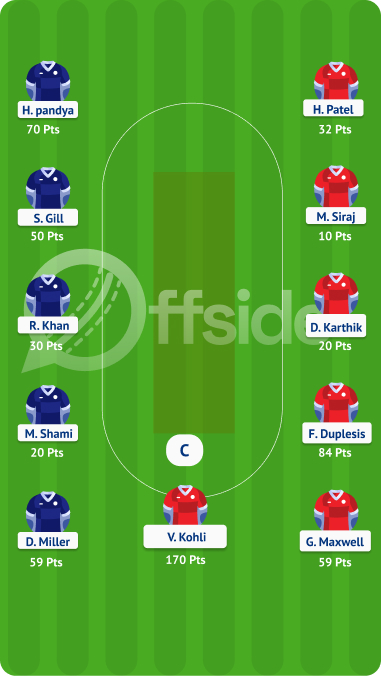 H. pandya
70 Pts
H. Patel
32 Pts
S. Gill
50 Pts
M. Siraj
10 Pts
ffside
R. Khan
30 Pts
D. Karthik
20 Pts
M. Shami
20 Pts
F. Duplesis
84 Pts
C
D. Miller
59 Pts
V. Kohli
170 Pts
G. Maxwell
59 Pts